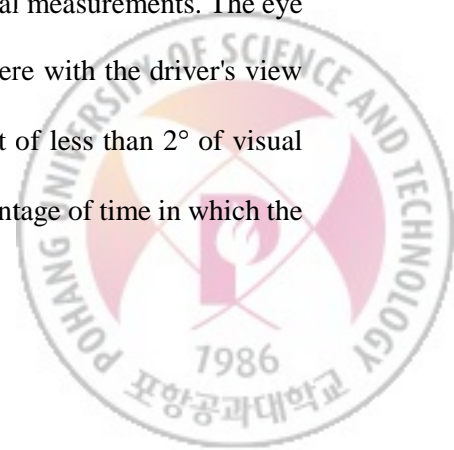 al measurements. The eye
ere with the driver's view
t of less than 2° of visual
ntage of time in which the
POHANG UNIVERSITY OF SCIENCE AND TECHNOLOGY
1986
포항공과대학교